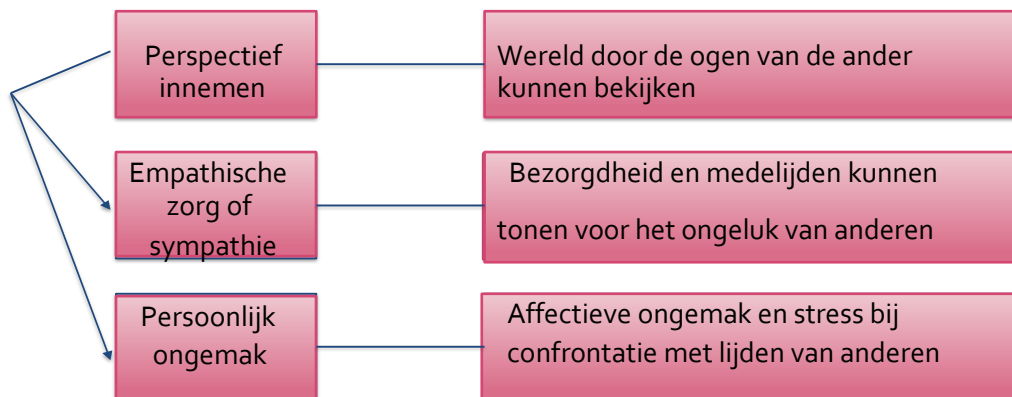 Perspectief
innemen
Wereld door de ogen van de ander
kunnen bekijken
Empathische
zorg of
sympathie
Bezorgdheid en medelijden kunnen
tonen voor het ongeluk van anderen
Persoonlijk
ongemak
Affectieve ongemak en stress bij
confrontatie met lijden van anderen